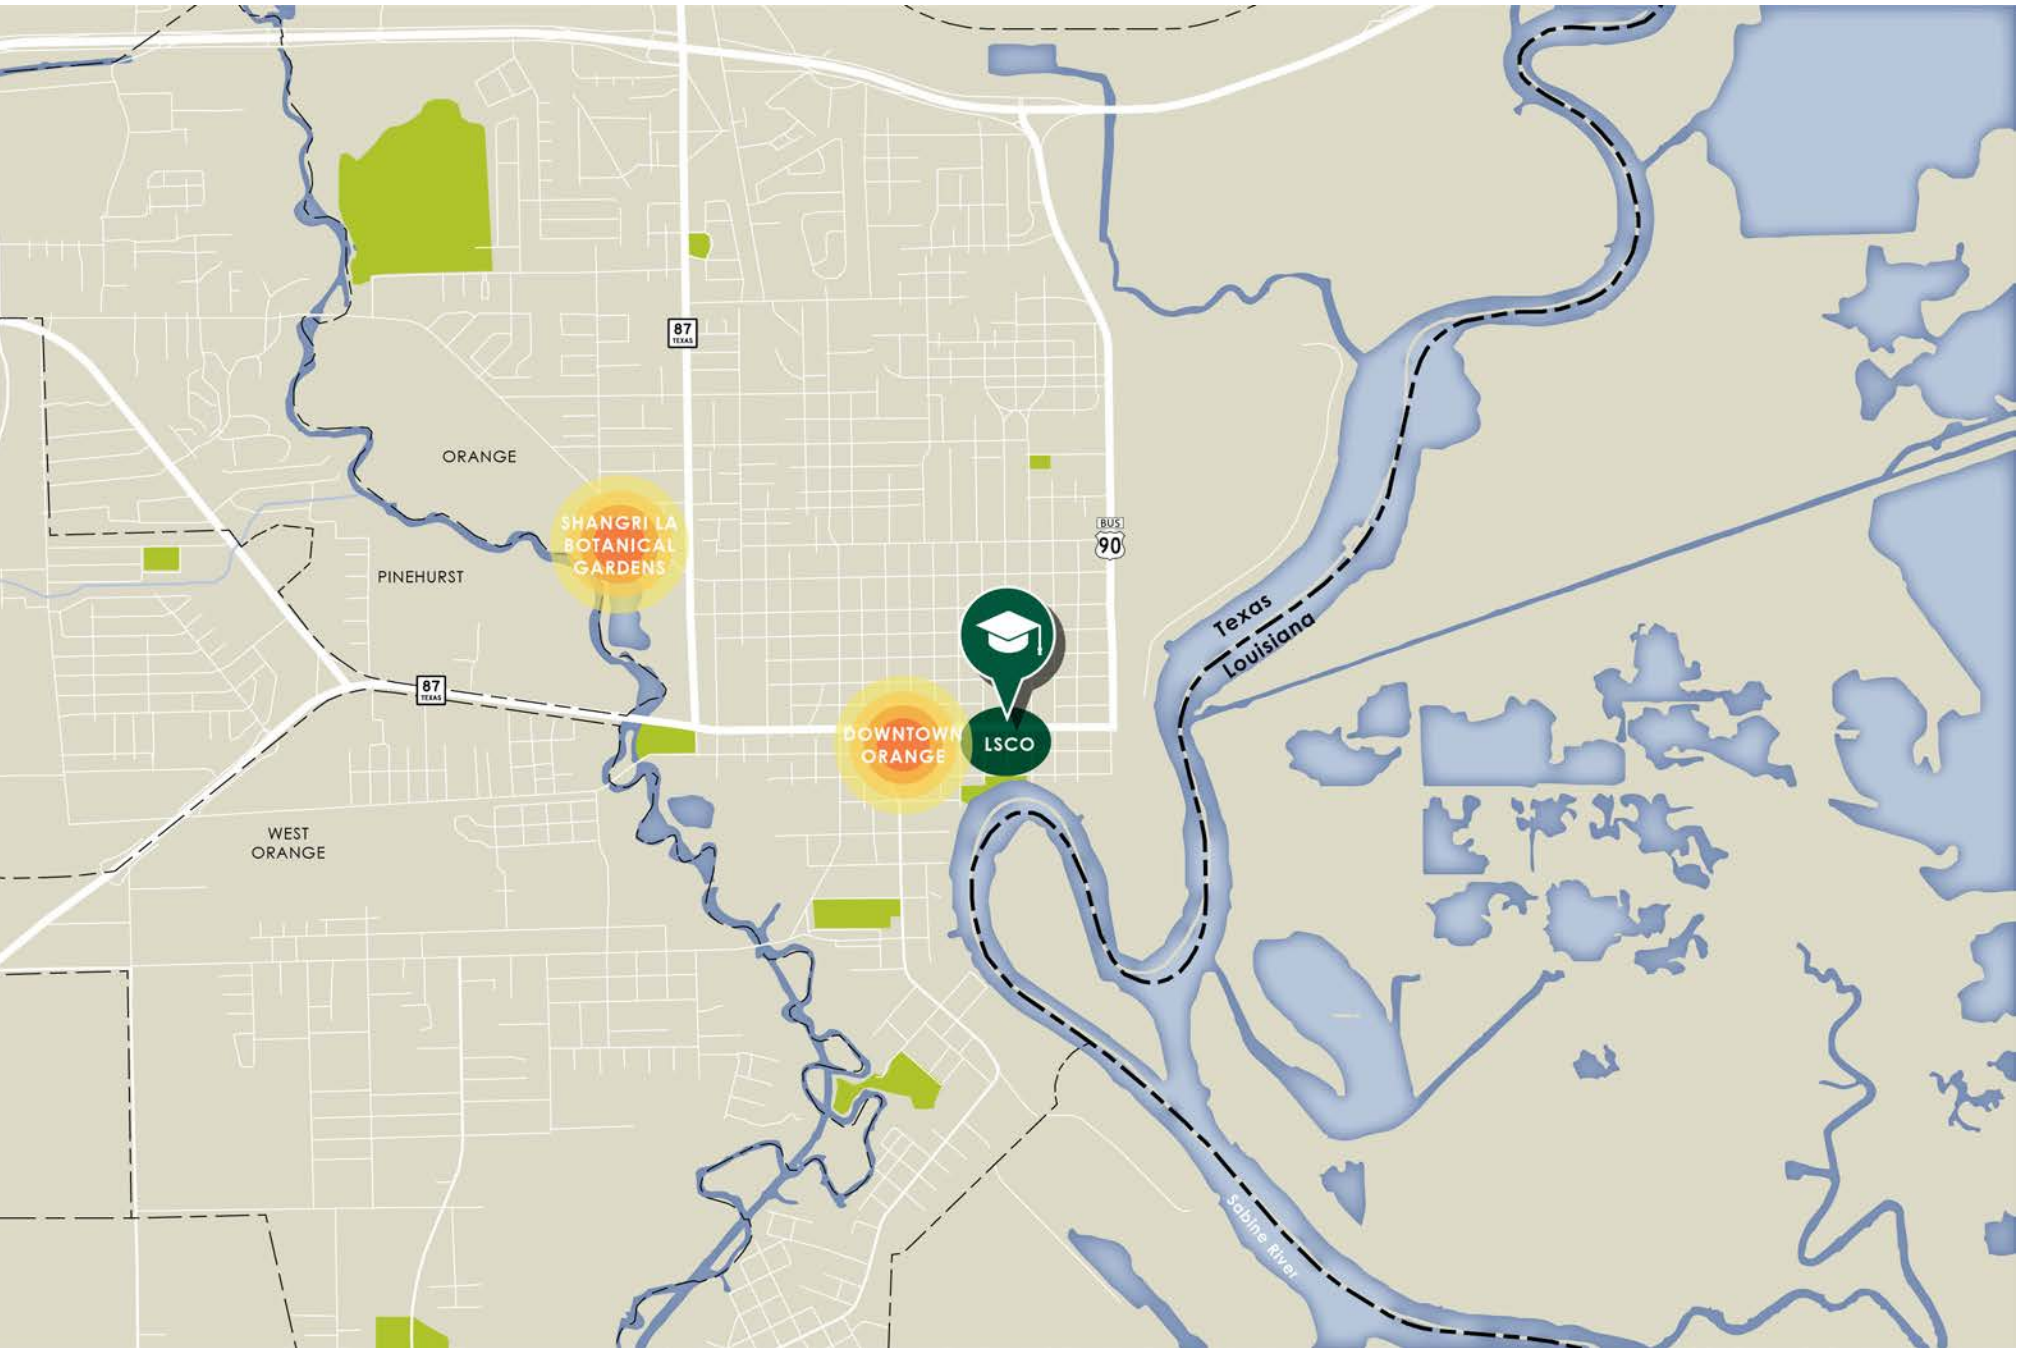 87
TEXAS
ORANGE
SHANGRI LA
BOTANICAL
GARDENS
BUS
90
PINEHURST
Texas
Louisiana
87
TEXAS
DOWNTOWN
ORANGE
LSCO
WEST
ORANGE
Sabine River